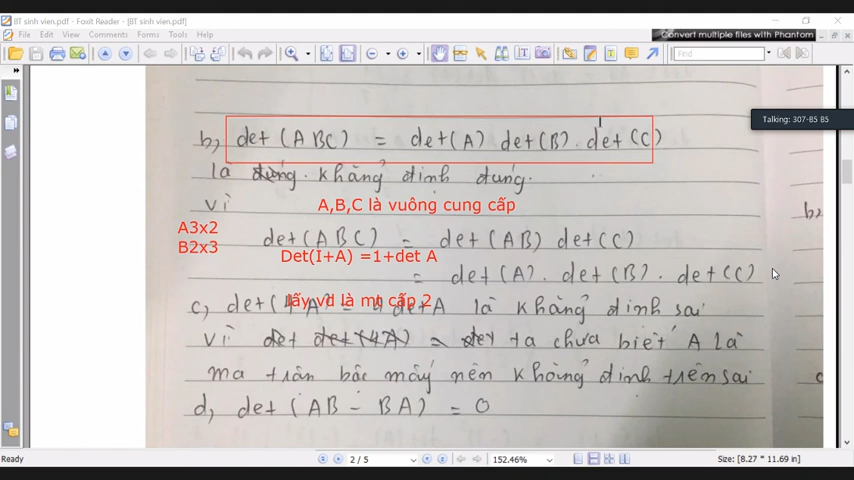 BT sinh vien.pdf - Foxit Reader - [BT sinh vien.pdf]
File Edit View Comments Forms Tools Help
Convert multiple files with Phantom
152.46%
Find
Talking: 307-B5 B5
b, det (ABC) = det(A) det(B). det (C)
là khẳng định đúng.
vì
A,B,C là vuông cung cấp
A3x2
B2x3
det(ABC) = det(AB) det(C)
Det(I+A) =1+det A
= det(A). det(B). det(C)
lấy vd là mt cấp 2
c, det(4A) = 4 det A là khẳng định sai
vì det ta chưa biết A là
ma trận bậc mấy nên khẳng định trên sai
d, det (AB - BA) = 0
Ready
2 / 5
152.46%
Size: [8.27 * 11.69 in]